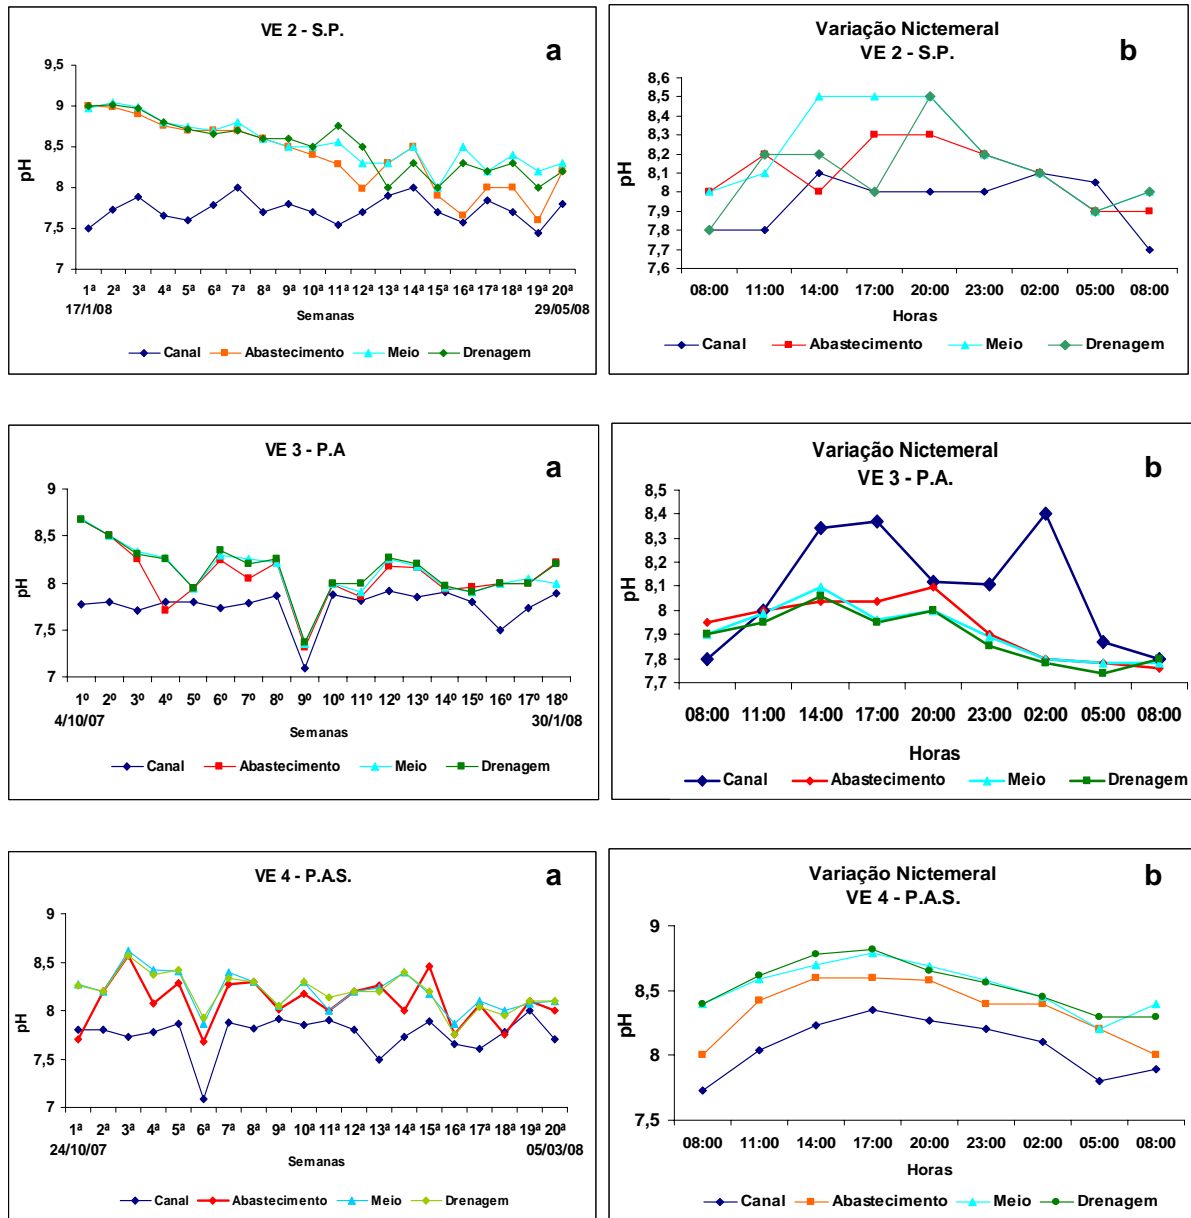 VE 2 - S.P.
a
9,5
9
8,5
8
7,5
7
pH
1ª 2ª 3ª 4ª 5ª 6ª 7ª 8ª 9ª 10ª 11ª 12ª 13ª 14ª 15ª 16ª 17ª 18ª 19ª 20ª
17/1/08 29/05/08
Semanas
Canal Abastecimento Meio Drenagem
Variação Nictemeral
VE 2 - S.P.
b
8,6
8,5
8,4
8,3
8,2
8,1
8
7,9
7,8
7,7
7,6
pH
08:00 11:00 14:00 17:00 20:00 23:00 02:00 05:00 08:00
Horas
Canal Abastecimento Meio Drenagem
VE 3 - P.A
a
9
8,5
8
7,5
7
pH
1º 2º 3º 4º 5º 6º 7º 8º 9º 10º 11º 12º 13º 14º 15º 16º 17º 18º
4/10/07 30/1/08
Semanas
Canal Abastecimento Meio Drenagem
Variação Nictemeral
VE 3 - P.A.
b
8,5
8,4
8,3
8,2
8,1
8
7,9
7,8
7,7
pH
08:00 11:00 14:00 17:00 20:00 23:00 02:00 05:00 08:00
Horas
Canal Abastecimento Meio Drenagem
VE 4 - P.A.S.
a
9
8,5
8
7,5
7
pH
1ª 2ª 3ª 4ª 5ª 6ª 7ª 8ª 9ª 10ª 11ª 12ª 13ª 14ª 15ª 16ª 17ª 18ª 19ª 20ª
24/10/07 05/03/08
Semanas
Canal Abastecimento Meio Drenagem
Variação Nictemeral
VE 4 - P.A.S.
b
9
8,5
8
7,5
pH
08:00 11:00 14:00 17:00 20:00 23:00 02:00 05:00 08:00
Horas
Canal Abastecimento Meio Drenagem